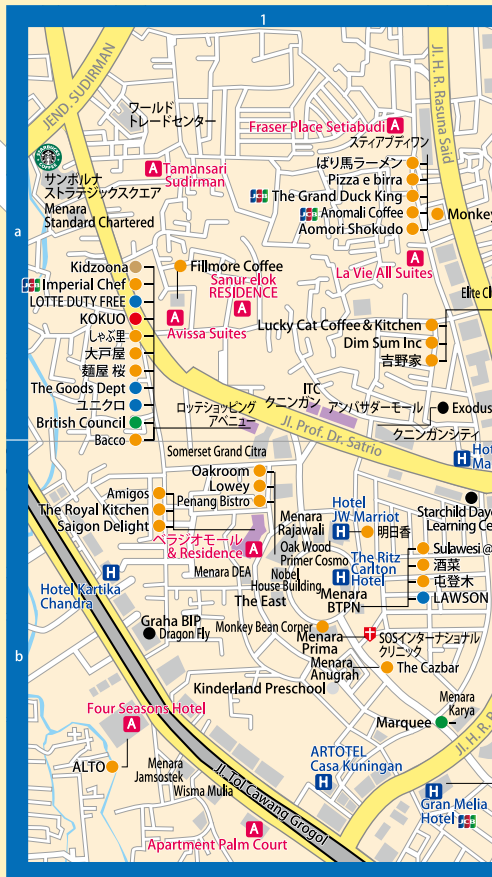 1
JEND. SUDIRMAN
Jl. H. R. Rasuna Said
ワールド
トレードセンター
Fraser Place Setiabudi A
スティアブディワン
STARBUCKS COFFEE
サンポルナ
ストラテジックスクエア
Menara
Standard Chartered
A Tamansari
Sudirman
ばり馬ラーメン
Pizza e birra
JCB The Grand Duck King
JCB Anomali Coffee
Aomori Shokudo
Monkey
a
La Vie All Suites
A
Kidzoona
JCB Imperial Chef
LOTTE DUTY FREE
KOKUO
しゃぶ里
大戸屋
麺屋 桜
The Goods Dept
ユニクロ
British Council
Bacco
Fillmore Coffee
Sanur elok
RESIDENCE
A
A
Avissa Suites
Elite Cl
Lucky Cat Coffee & Kitchen
Dim Sum Inc
吉野家
ITC
クニンガン
アンバサダーモール
Exodus
ロッテショッピング
アベニュー
Jl. Prof. Dr. Satrio
クニンガンシティ
Somerset Grand Citra
H Hot
Ma
Oakroom
Lowey
Penang Bistro
Amigos
The Royal Kitchen
Saigon Delight
ベラジオモール
& Residence A
Menara
Rajawali
Oak Wood
Primer Cosmo
Nobel
House Building
Menara DEA
The East
Hotel
JW Marriot
H
明日香
The Ritz
Carlton
Hotel
H
Menara
BTPN
Starchild Day
Learning Ce
Sulawesi @
酒菜
屯登木
LAWSON
H
Hotel Kartika
Chandra
b
Graha BIP
Dragon Fly
Monkey Bean Corner
Menara
Prima
SOSインターナショナル
クリニック
Menara
Anugrah
The Cazbar
Kinderland Preschool
Menara
Karya
Marquee
Four Seasons Hotel
A
ALTO
Menara
Jamsostek
Wisma Mulia
Jl. Tol Cawang Grogol
ARTOTEL
Casa Kuningan
H
Jl. H. R.
H
Gran Melia
Hotel JCB
A
Apartment Palm Court